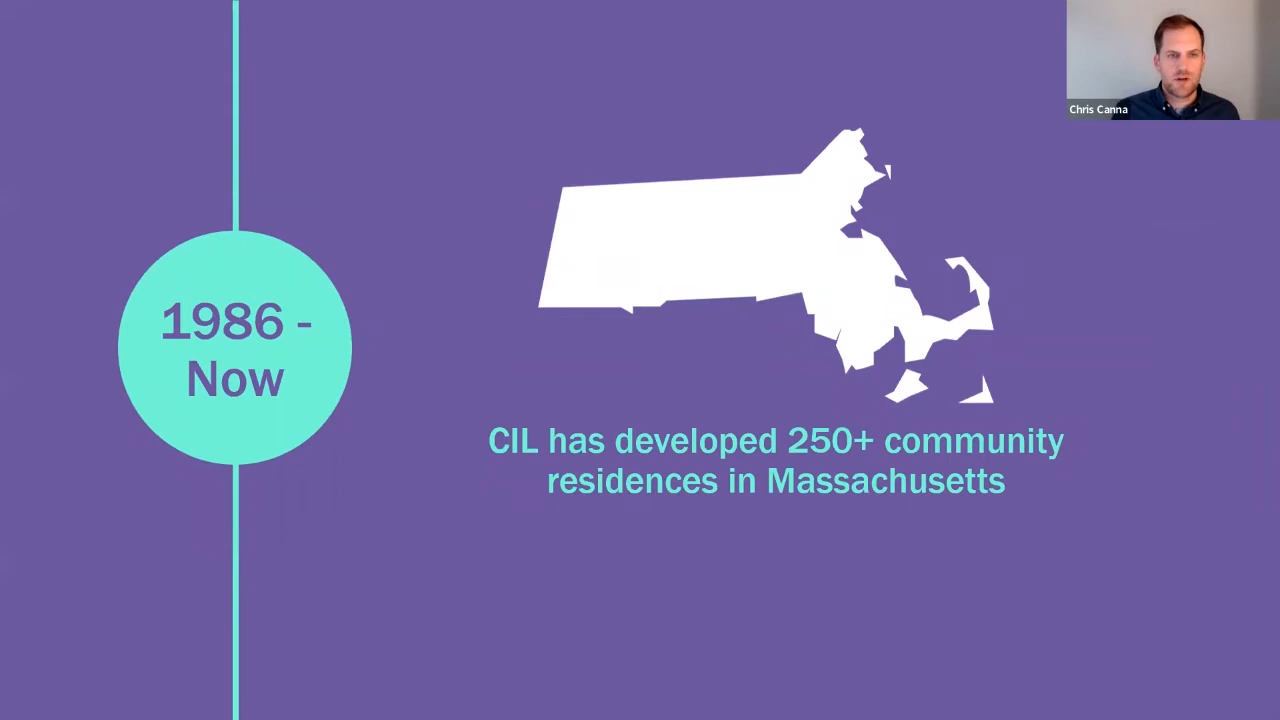 Chris Canna
1986 -
Now
CIL has developed 250+ community
residences in Massachusetts